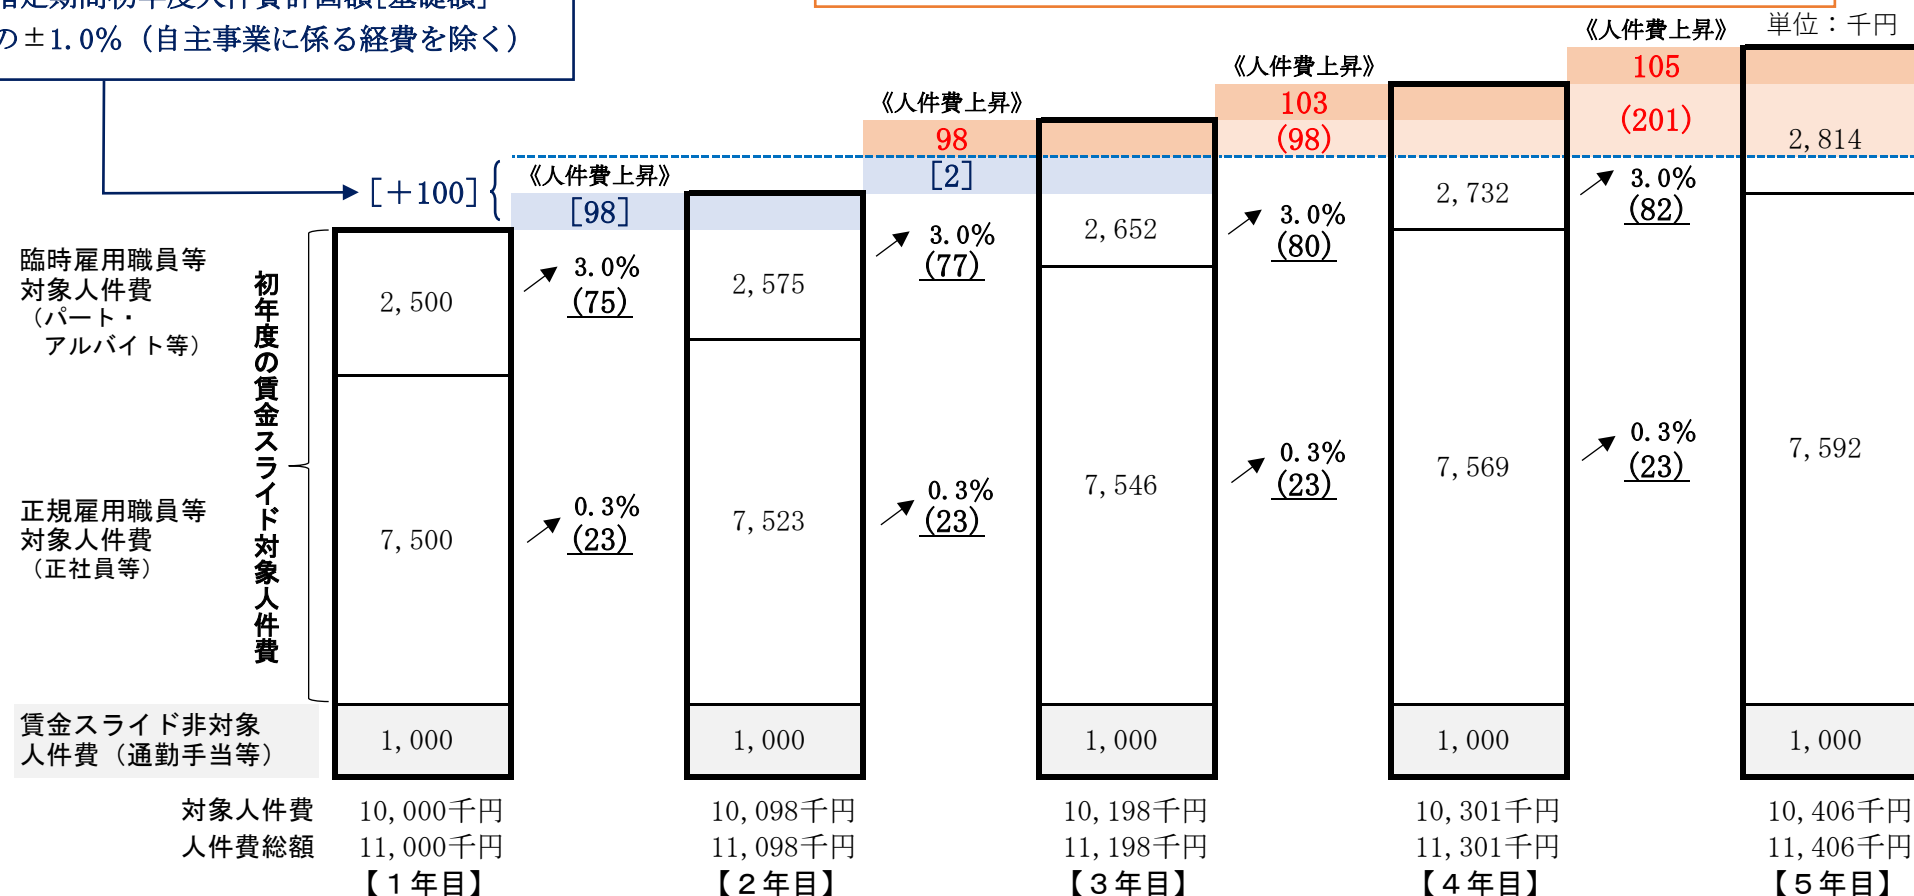 の±1.0%（自主事業に係る経費を除く）
単位：千円
《人件費上昇》
105
(201)
《人件費上昇》
103
(98)
《人件費上昇》
98
[2]
[＋100]
《人件費上昇》
[98]
臨時雇用職員等
対象人件費
（パート・
アルバイト等）
正規雇用職員等
対象人件費
（正社員等）
初年度の賃金スライド対象人件費
賃金スライド非対象
人件費（通勤手当等）
2,500
7,500
1,000
3.0%
(75)
0.3%
(23)
2,575
7,523
1,000
3.0%
(77)
0.3%
(23)
2,652
7,546
1,000
3.0%
(80)
0.3%
(23)
2,732
7,569
1,000
3.0%
(82)
0.3%
(23)
2,814
7,592
1,000
対象人件費 10,000千円 10,098千円 10,198千円 10,301千円 10,406千円
人件費総額 11,000千円 11,098千円 11,198千円 11,301千円 11,406千円
【１年目】 【２年目】 【３年目】 【４年目】 【５年目】